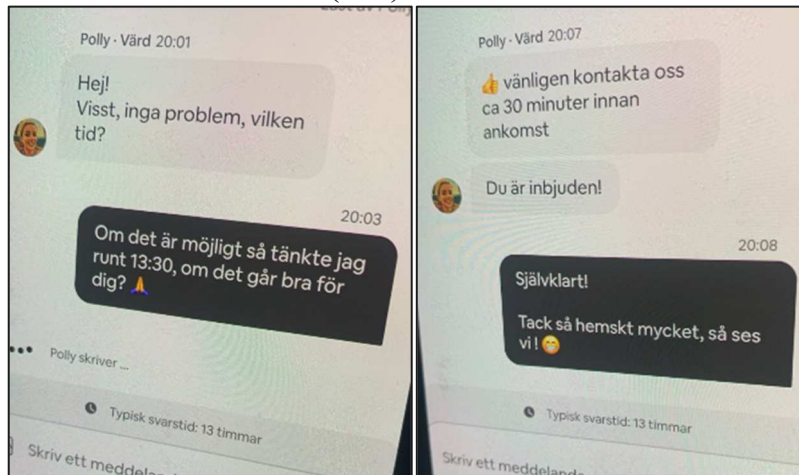 Polly · Värd 20:01
Hej!
Visst, inga problem, vilken
tid?
20:03
Om det är möjligt så tänkte jag
runt 13:30, om det går bra för
dig? 🙏
Polly skriver ...
Typisk svarstid: 13 timmar
Skriv ett
Polly · Värd 20:07
👍 vänligen kontakta oss
ca 30 minuter innan
ankomst
Du är inbjuden!
20:08
Självklart!
Tack så hemskt mycket, så ses
vi! 😁
Typisk svarstid: 13 timmar
Skriv ett meddelande